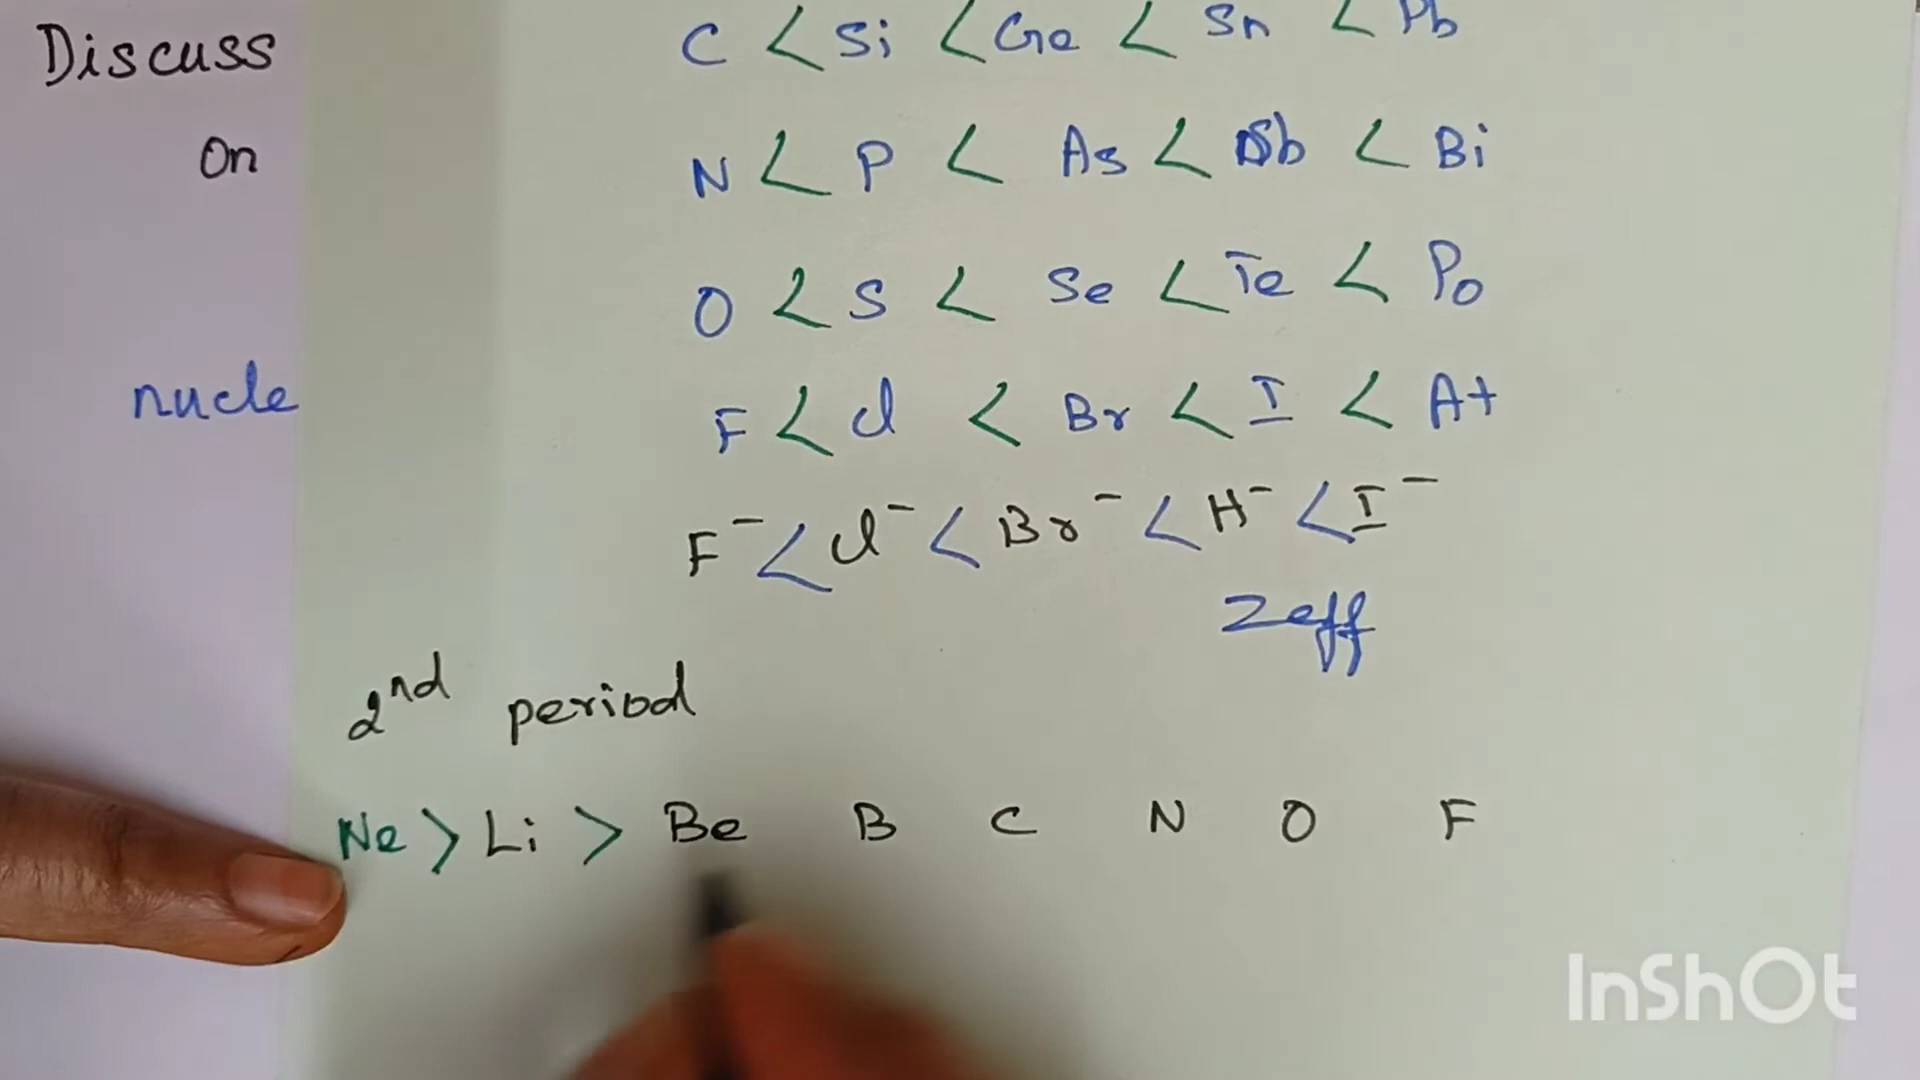 Discuss
On
nucle
C < Si < Ge < Sn < Pb
N < P < As < Sb < Bi
O < S < Se < Te < Po
F < Cl < Br < I < At
F⁻ < Cl⁻ < Br⁻ < H⁻ < I⁻
Zeff
2nd period
Ne > Li > Be B C N O F
InShOt